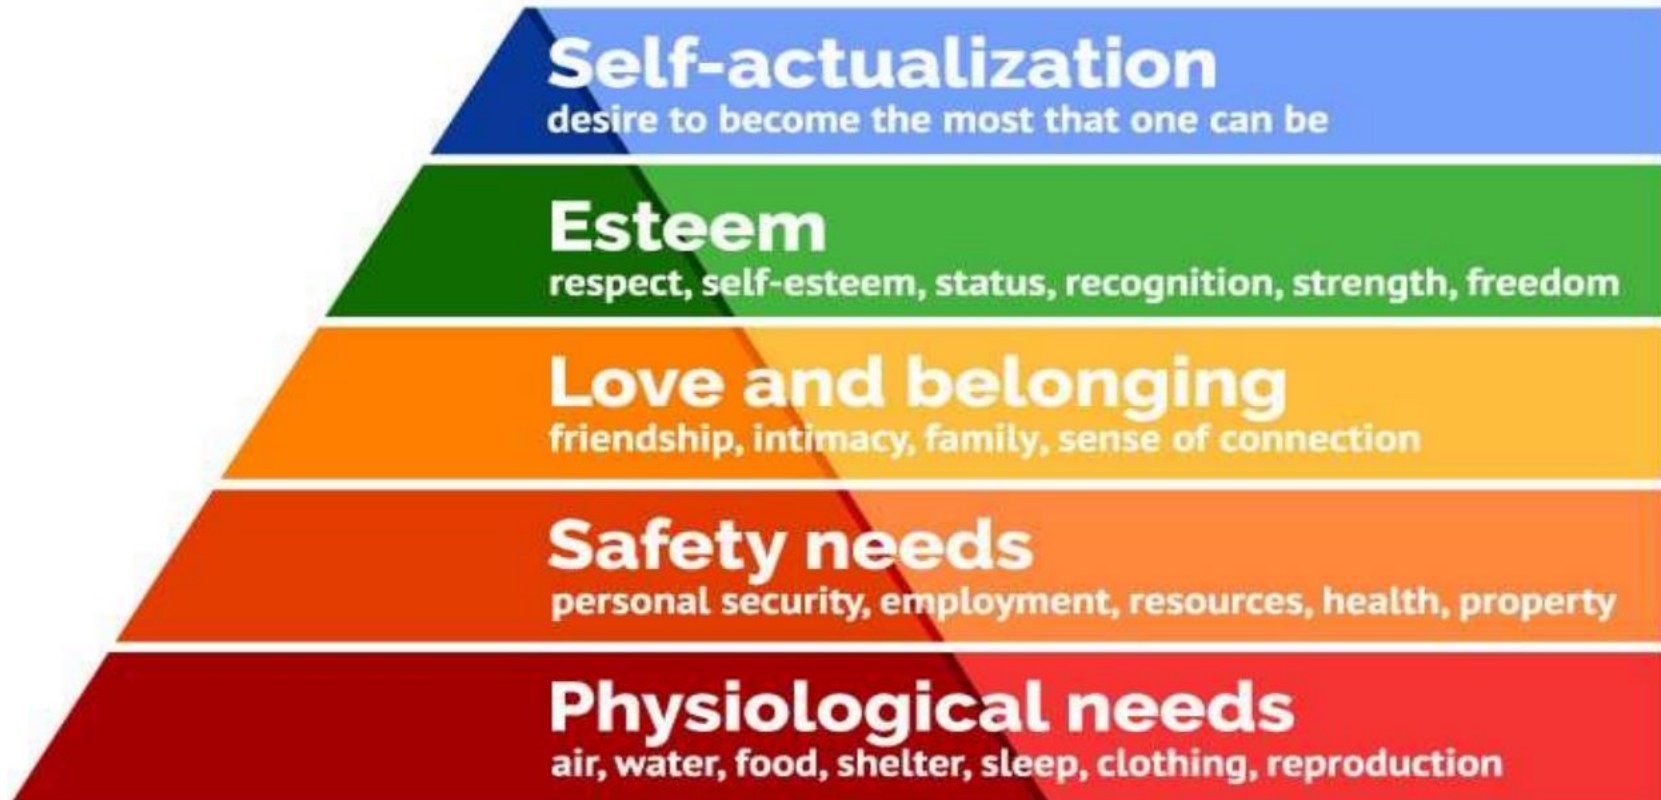 Self-actualization
desire to become the most that one can be
Esteem
respect, self-esteem, status, recognition, strength, freedom
Love and belonging
friendship, intimacy, family, sense of connection
Safety needs
personal security, employment, resources, health, property
Physiological needs
air, water, food, shelter, sleep, clothing, reproduction